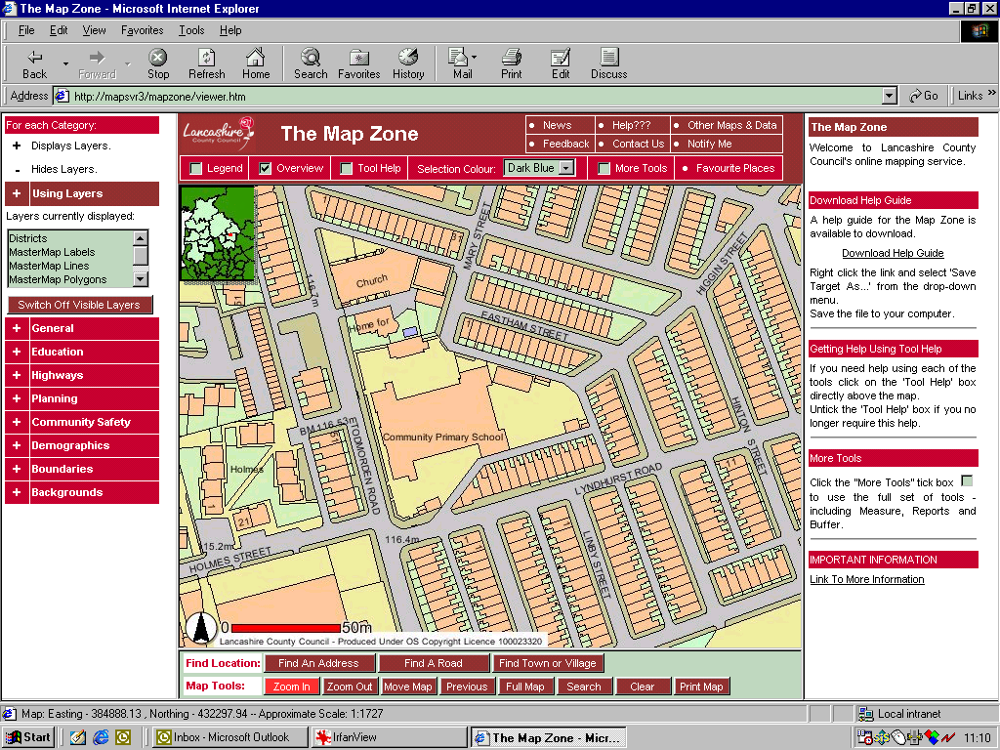 The Map Zone - Microsoft Internet Explorer
File Edit View Favorites Tools Help
Back Forward Stop Refresh Home Search Favorites History Mail Print Edit Discuss
Address http://mapsvr3/mapzone/viewer.htm Go Links »
For each Category:
+ Displays Layers.
- Hides Layers.
+ Using Layers
Layers currently displayed:
Districts
MasterMap Labels
MasterMap Lines
MasterMap Polygons
Switch Off Visible Layers
+ General
+ Education
+ Highways
+ Planning
+ Community Safety
+ Demographics
+ Boundaries
+ Backgrounds
Lancashire
County Council
The Map Zone
• News • Help??? • Other Maps & Data
• Feedback • Contact Us • Notify Me
Legend Overview Tool Help Selection Colour: Dark Blue More Tools • Favourite Places
MARY STREET
31
HIGGIN STREET
116.7m
Church
51
Home for
1
EASTHAM STREET
1
HINTON STREET
BM 116.53m
51
TODMORDEN ROAD
Community Primary School
Holmes
11
LYNDHURST ROAD
21
1
116.4m
115.2m
HOLMES STREET
LINBY STREET
0 50m
Lancashire County Council - Produced Under OS Copyright Licence 100023320
Find Location: Find An Address Find A Road Find Town or Village
Map Tools: Zoom In Zoom Out Move Map Previous Full Map Search Clear Print Map
The Map Zone
Welcome to Lancashire County
Council's online mapping service.
Download Help Guide
A help guide for the Map Zone is
available to download.
Download Help Guide
Right click the link and select 'Save
Target As...' from the drop-down
menu.
Save the file to your computer.
Getting Help Using Tool Help
If you need help using each of the
tools click on the 'Tool Help' box
directly above the map.
Untick the 'Tool Help' box if you no
longer require this help.
More Tools
Click the "More Tools" tick box
to use the full set of tools -
including Measure, Reports and
Buffer.
IMPORTANT INFORMATION
Link To More Information
Map: Easting - 384888.13 , Northing - 432297.94 -- Approximate Scale: 1:1727 Local intranet
Start Inbox - Microsoft Outlook IrfanView The Map Zone - Micr... 11:10